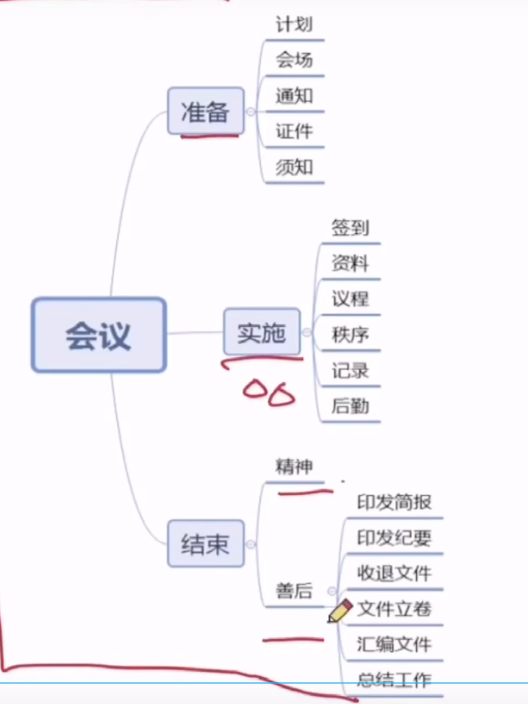 计划
会场
通知
准备
证件
须知
签到
资料
议程
会议
实施
秩序
记录
后勤
精神
印发简报
印发纪要
结束
收退文件
善后
文件立卷
汇编文件
总结工作